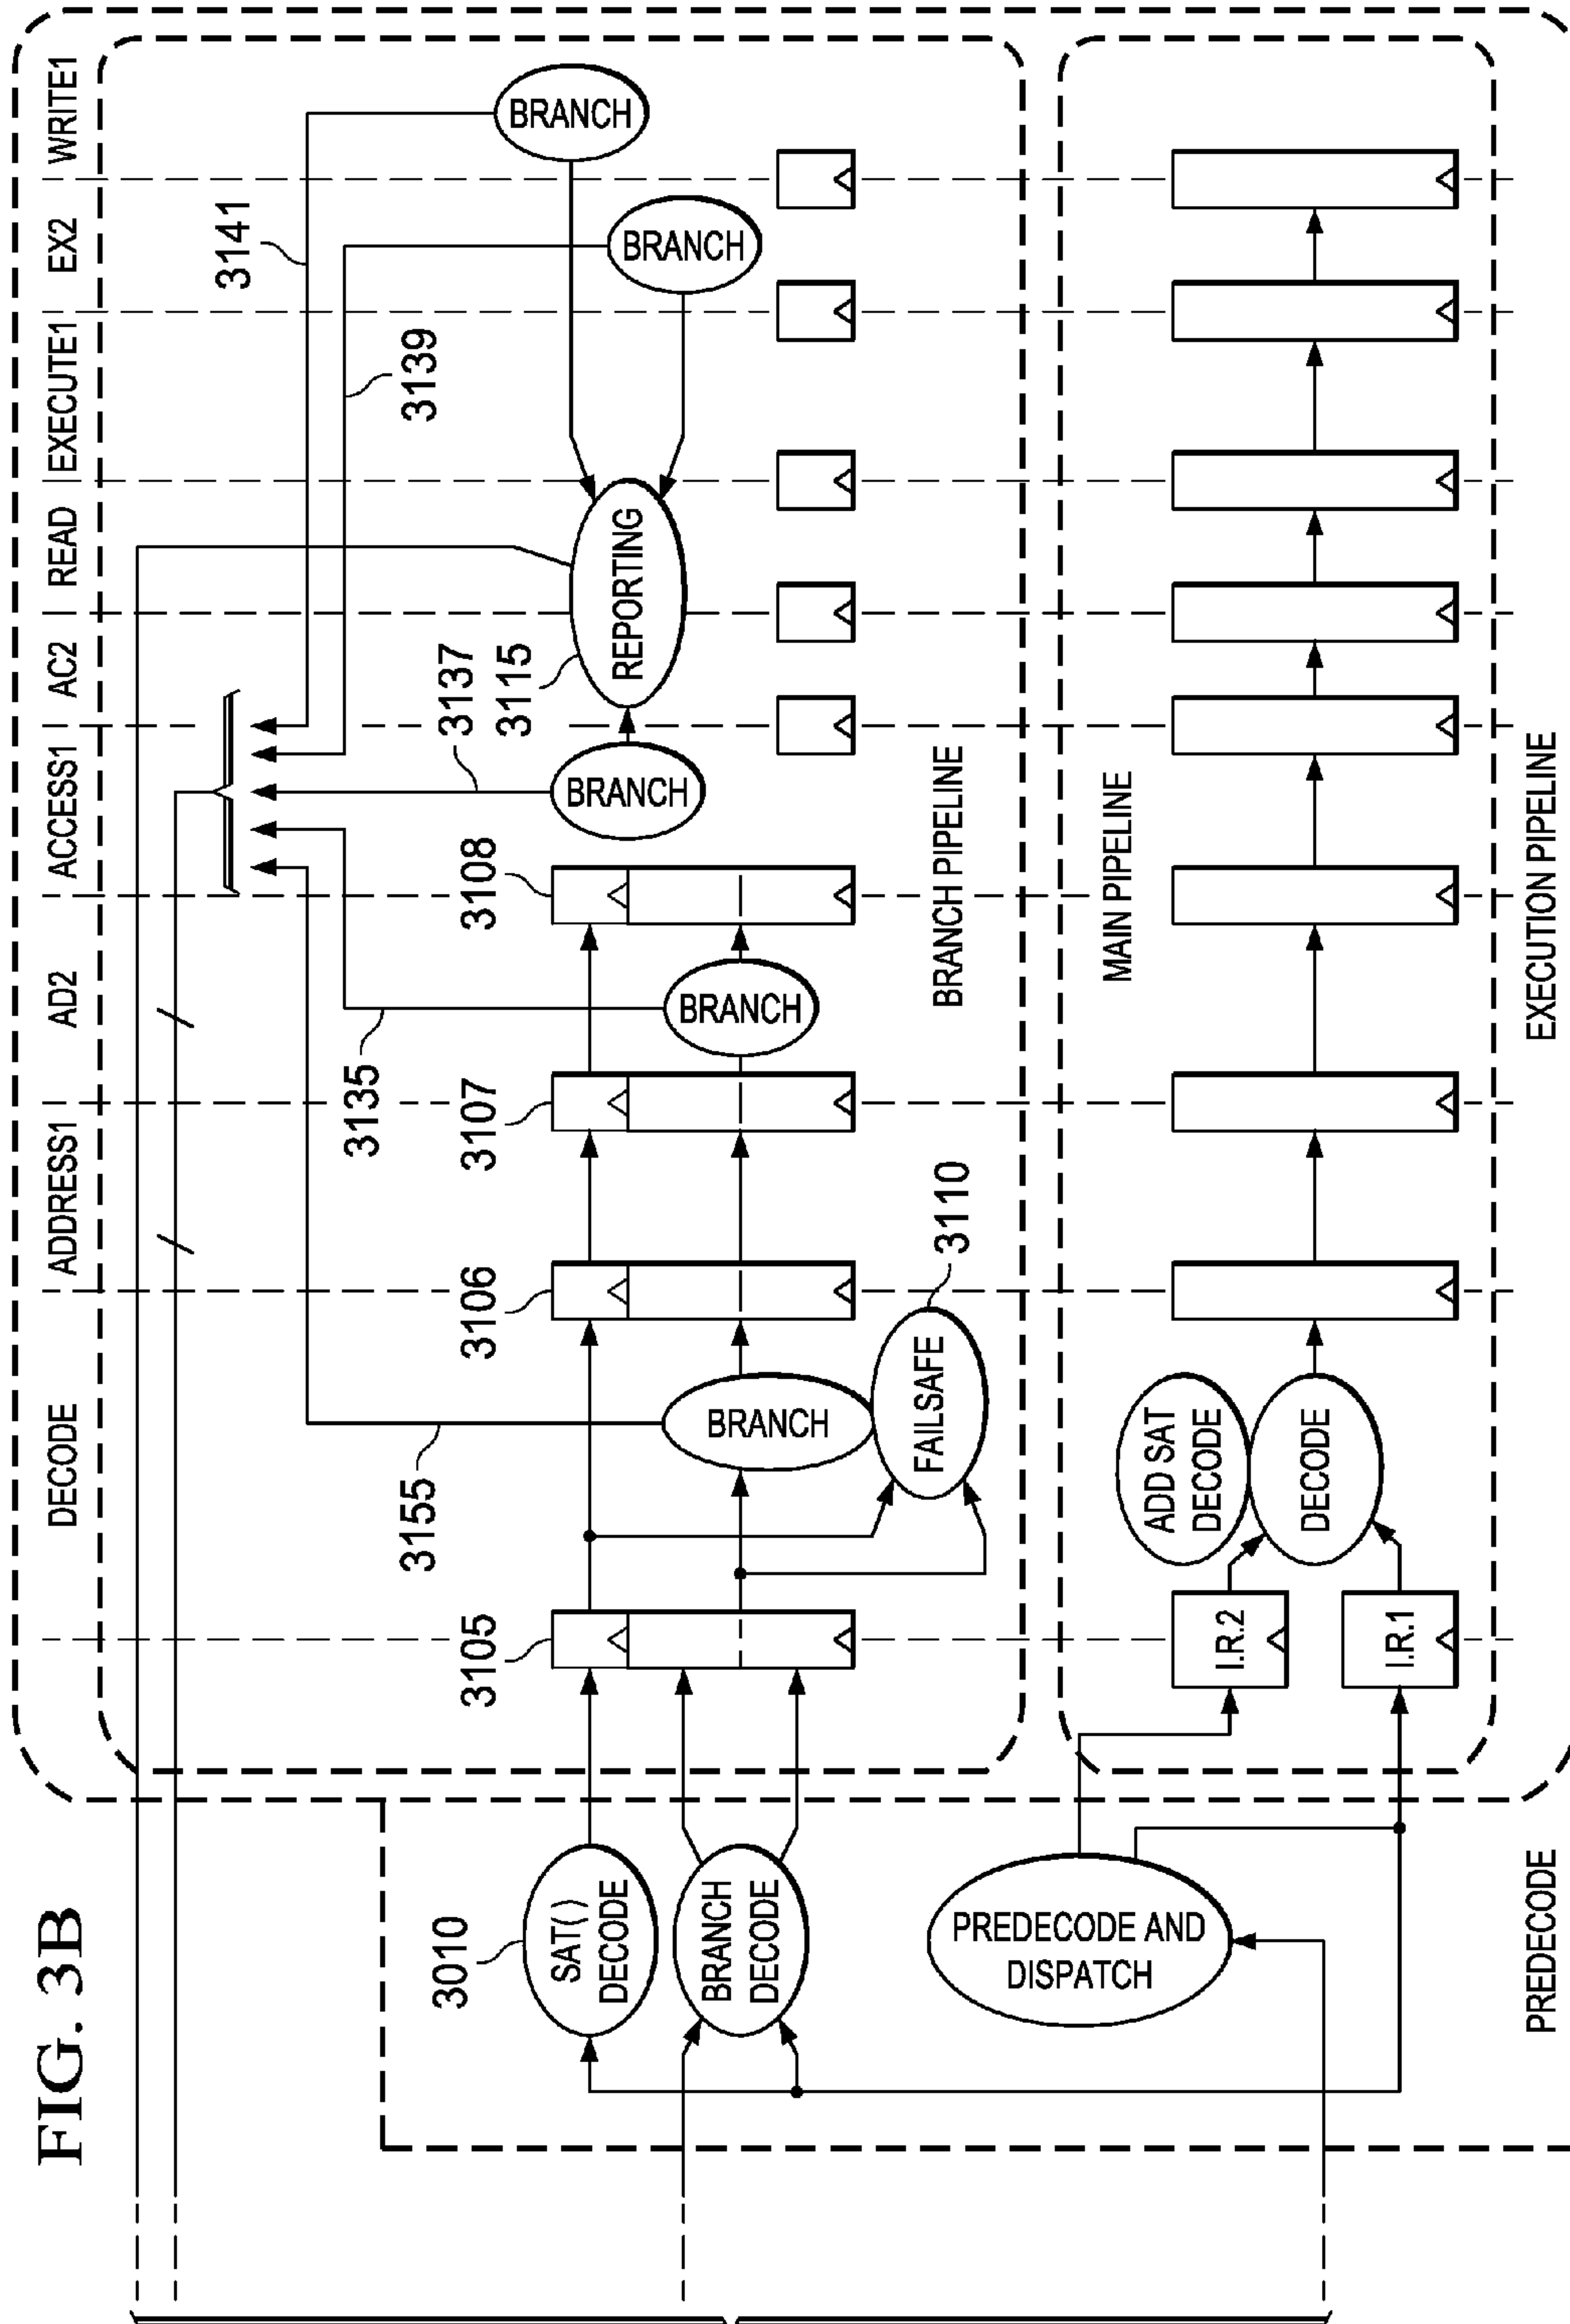 FIG. 3B
DECODE
ADDRESS1
AD2
ACCESS1
AC2
READ
EXECUTE1
EX2
WRITE1
3141
3139
3155
3135
3137
3115
3010
SAT( )
DECODE
BRANCH
DECODE
PREDECODE AND
DISPATCH
PREDECODE
3105
3106
3107
3108
BRANCH
FAILSAFE
3110
BRANCH
BRANCH
REPORTING
BRANCH
BRANCH
BRANCH PIPELINE
MAIN PIPELINE
I.R.2
I.R.1
ADD SAT
DECODE
DECODE
EXECUTION PIPELINE